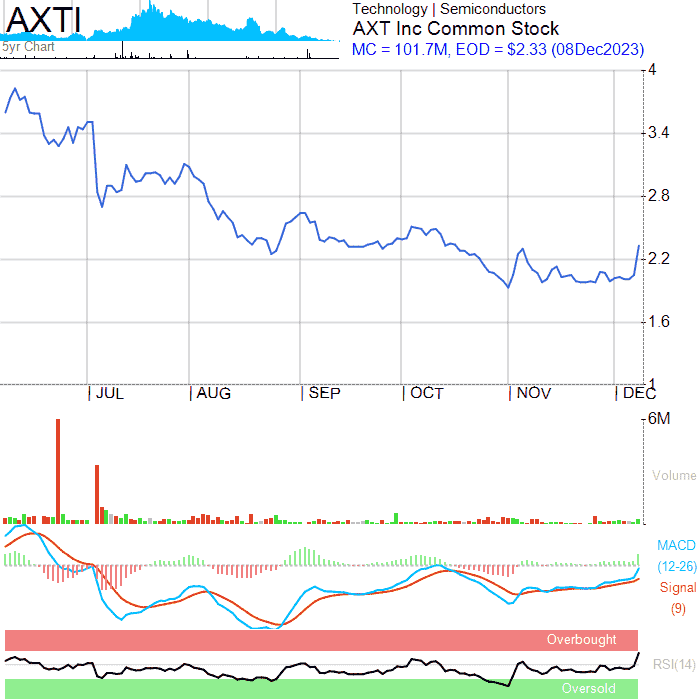 AXTI
5yr Chart
Technology | Semiconductors
AXT Inc Common Stock
MC = 101.7M, EOD = $2.33 (08Dec2023)
4
3.4
2.8
2.2
1.6
1
JUL AUG SEP OCT NOV DEC
6M
Volume
MACD
(12-26)
Signal
(9)
Overbought
RSI(14)
Oversold